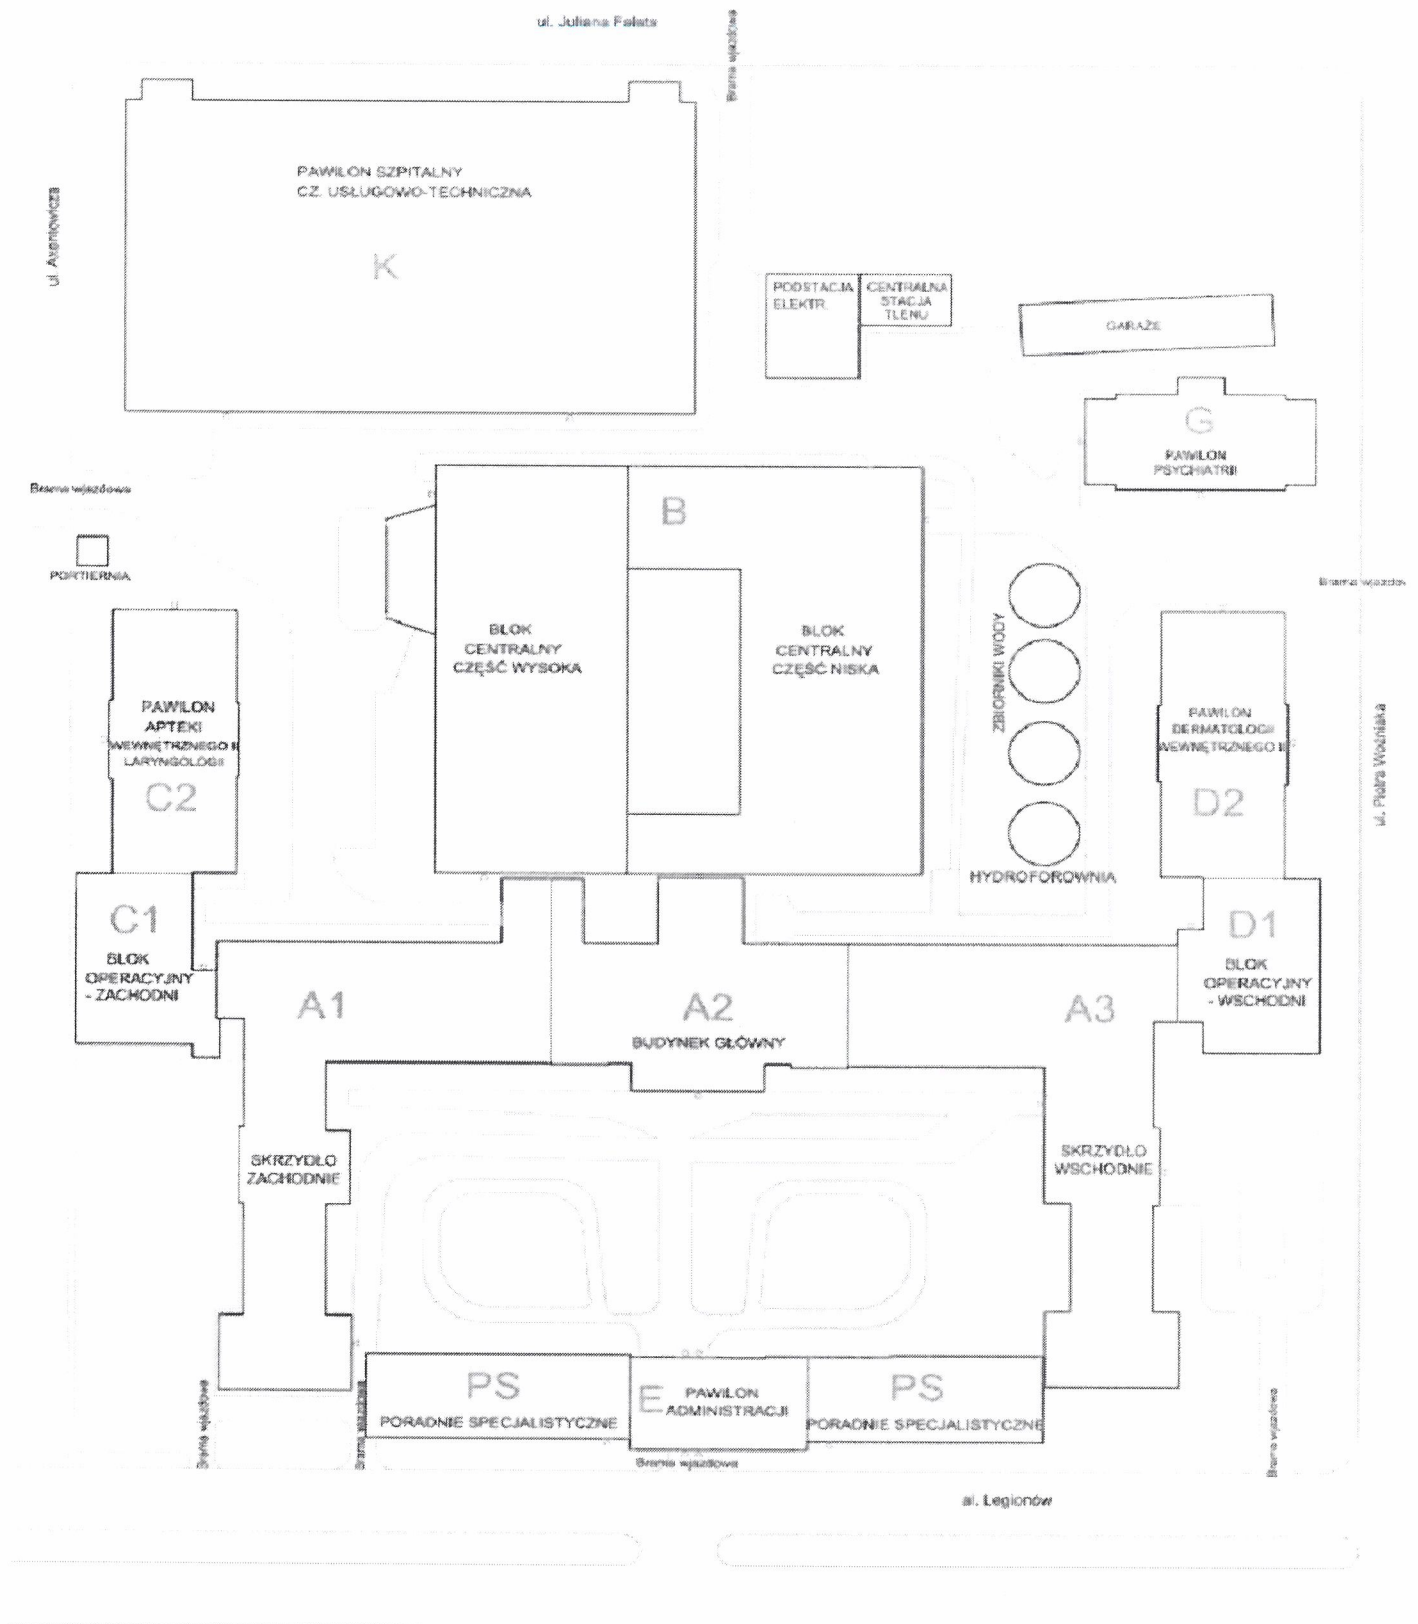 ul. Juliana Fałata
Brama wjazdowa
PAWILON SZPITALNY
CZ. USŁUGOWO-TECHNICZNA
K
ul. Axentowicza
PODSTACJA
ELEKTR.
CENTRALNA
STACJA
TLENU
GARAŻE
G
PAWILON
PSYCHIATRII
Brama wjazdowa
PORTIERNIA
B
BLOK
CENTRALNY
CZĘŚĆ WYSOKA
BLOK
CENTRALNY
CZĘŚĆ NISKA
ZBIORNIKI WODY
HYDROFOROWNIA
Brama wjazdow
ul. Piotra Woźniaka
PAWILON
APTEKI
WEWNĘTRZNEGO II
LARYNGOLOGII
C2
PAWILON
DERMATOLOGII
WEWNĘTRZNEGO II
D2
C1
BLOK
OPERACYJNY
- ZACHODNI
A1
A2
BUDYNEK GŁÓWNY
A3
D1
BLOK
OPERACYJNY
- WSCHODNI
SKRZYDŁO
ZACHODNIE
SKRZYDŁO
WSCHODNIE
PS
PORADNIE SPECJALISTYCZNE
E
PAWILON
ADMINISTRACJI
PS
PORADNIE SPECJALISTYCZNE
Brama wjazdowa
Brama wjazdowa
Brama wjazdowa
Brama wjazdowa
al. Legionów